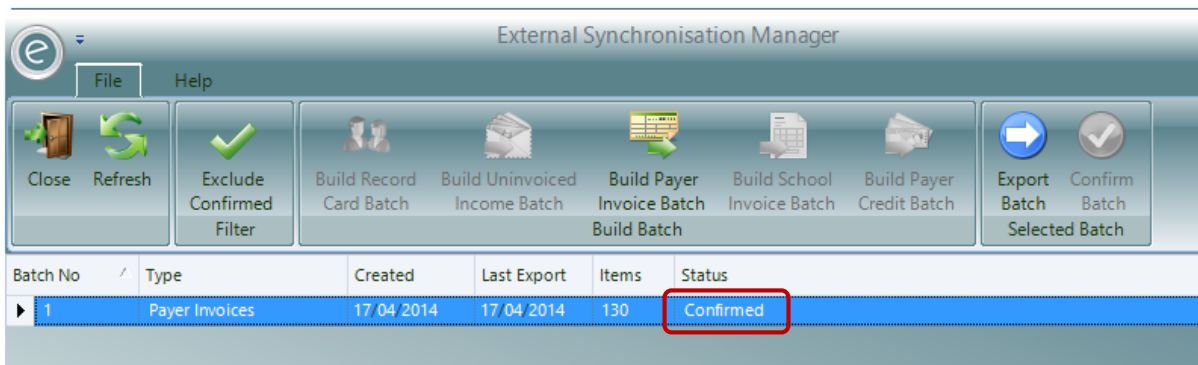 External Synchronisation Manager
e
File Help
Close Refresh Exclude Confirmed Build Record Card Batch Build Uninvoiced Income Batch Build Payer Invoice Batch Build School Invoice Batch Build Payer Credit Batch Export Batch Confirm Batch
Filter Build Batch Selected Batch
Batch No Type Created Last Export Items Status
1 Payer Invoices 17/04/2014 17/04/2014 130 Confirmed